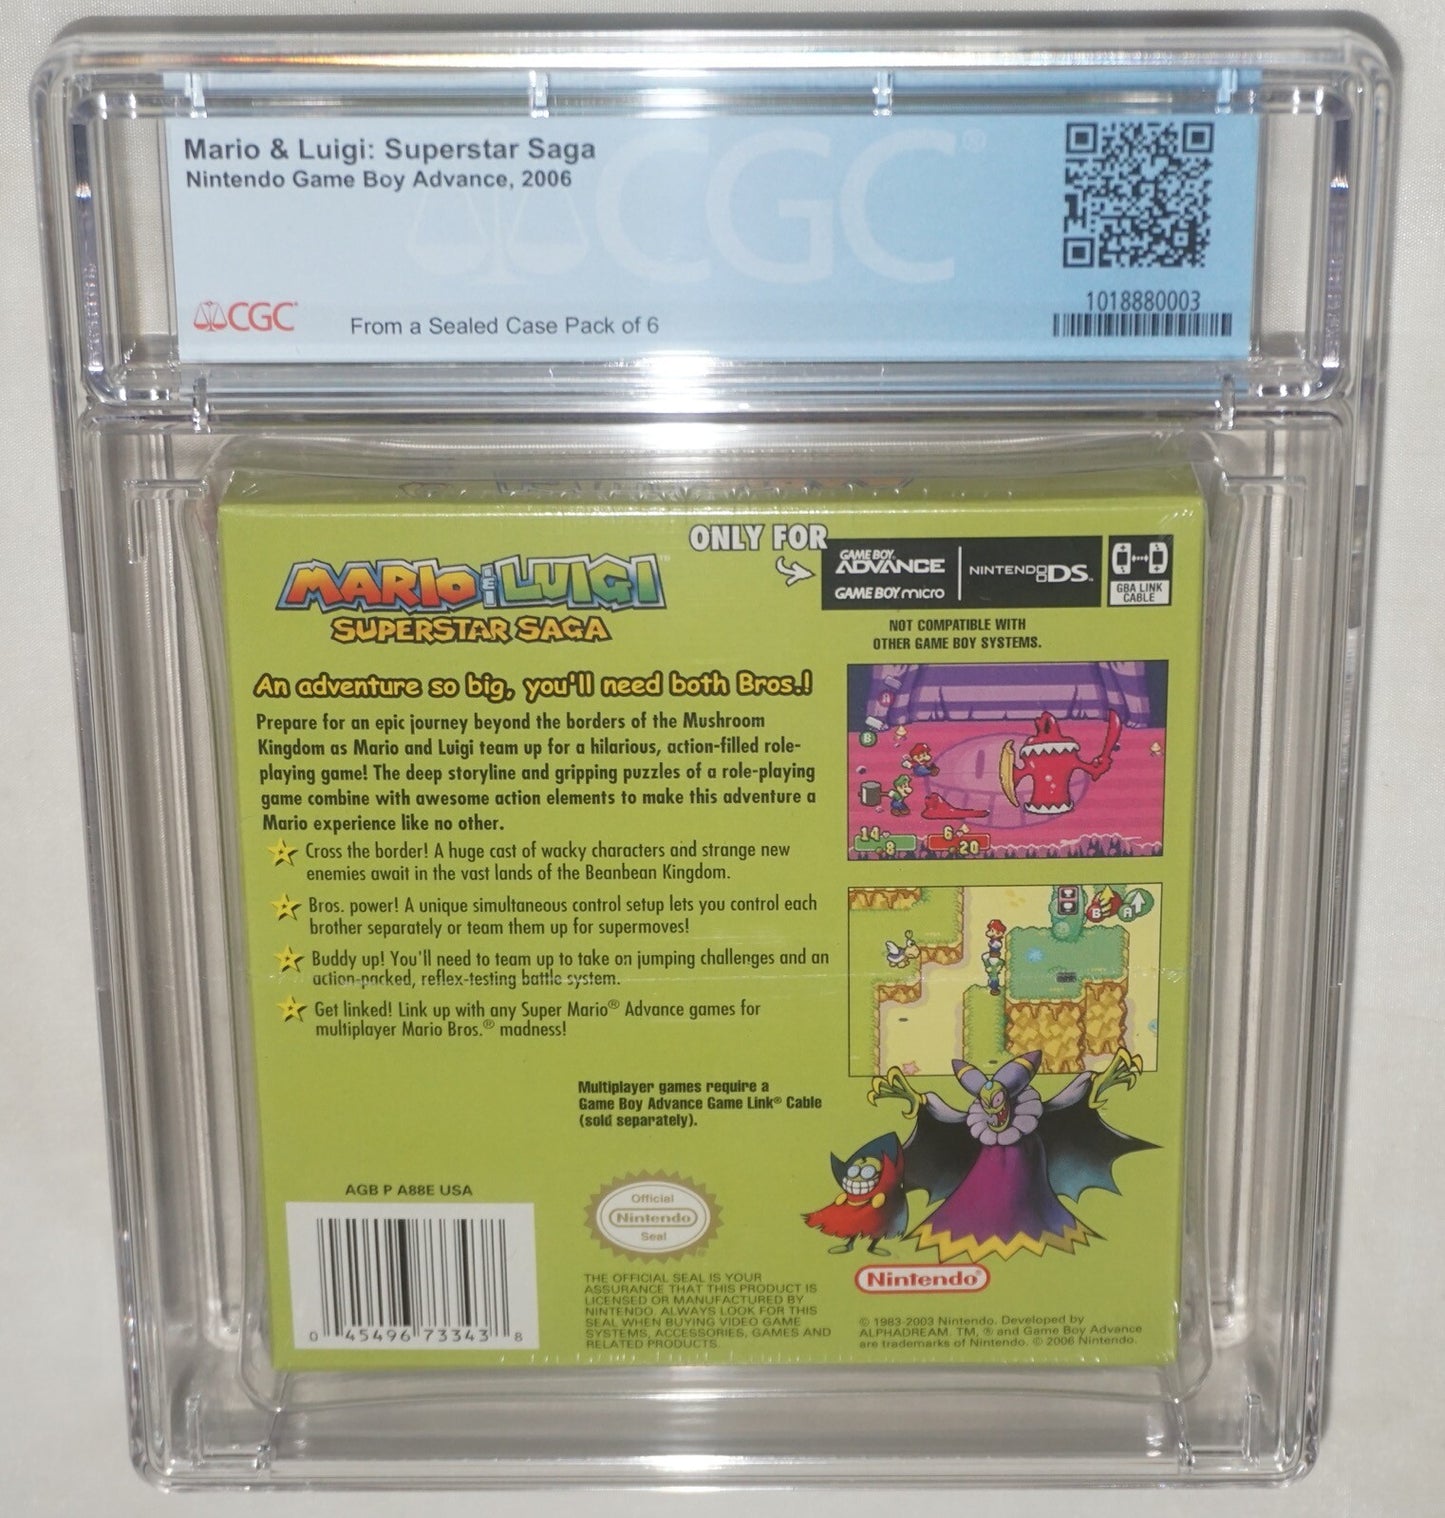 Mario & Luigi: Superstar Saga
Nintendo Game Boy Advance, 2006
CGC®
1018880003
CGC
From a Sealed Case Pack of 6
ONLY FOR
GAME BOY ADVANCE
GAME BOY micro
NINTENDO DS™
GBA LINK
CABLE
NOT COMPATIBLE WITH
OTHER GAME BOY SYSTEMS.
MARIO & LUIGI™
SUPERSTAR SAGA
An adventure so big, you'll need both Bros.!
Prepare for an epic journey beyond the borders of the Mushroom
Kingdom as Mario and Luigi team up for a hilarious, action-filled role-
playing game! The deep storyline and gripping puzzles of a role-playing
game combine with awesome action elements to make this adventure a
Mario experience like no other.
Cross the border! A huge cast of wacky characters and strange new
enemies await in the vast lands of the Beanbean Kingdom.
Bros. power! A unique simultaneous control setup lets you control each
brother separately or team them up for supermoves!
Buddy up! You'll need to team up to take on jumping challenges and an
action-packed, reflex-testing battle system.
Get linked! Link up with any Super Mario® Advance games for
multiplayer Mario Bros.® madness!
A
B
14
8
6
20
B
A
Multiplayer games require a
Game Boy Advance Game Link® Cable
(sold separately).
AGB P A88E USA
0 45496 73343 8
Official
Nintendo
Seal
THE OFFICIAL SEAL IS YOUR
ASSURANCE THAT THIS PRODUCT IS
LICENSED OR MANUFACTURED BY
NINTENDO. ALWAYS LOOK FOR THIS
SEAL WHEN BUYING VIDEO GAME
SYSTEMS, ACCESSORIES, GAMES AND
RELATED PRODUCTS.
Nintendo®
© 1983-2003 Nintendo. Developed by
ALPHADREAM. TM, ® and Game Boy Advance
are trademarks of Nintendo. © 2006 Nintendo.